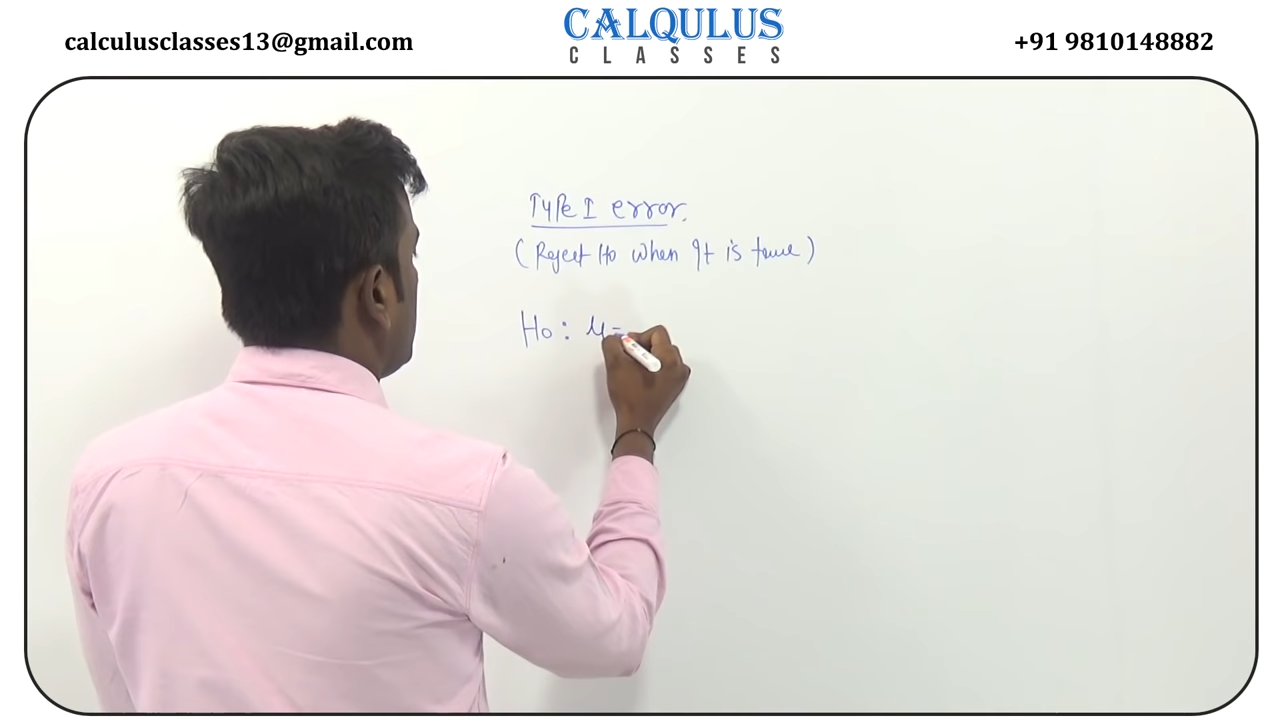 calculusclasses13@gmail.com
CALQULUS
CLASSES
+91 9810148882
Type I error.
(Reject Ho when It is true)
Ho: μ=